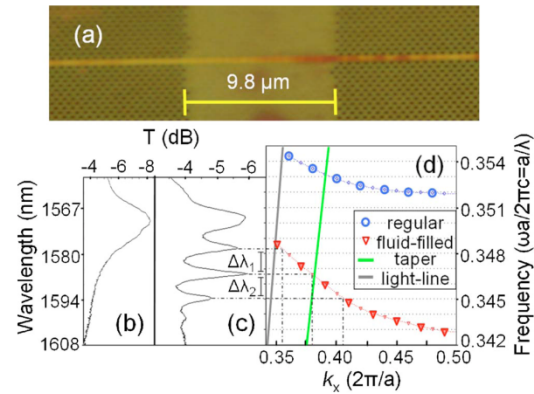 (a)
9.8 µm
T (dB)
-4 -6 -8 -4 -6
(d)
Wavelength (nm)
1567
1580
1594
1608
Δλ₁
Δλ₂
(b)
(c)
regular
fluid-filled
taper
light-line
0.354
0.352
0.348
0.345
0.342
Frequency (ωa/2πc=a/λ)
0.35 0.40 0.45 0.50
kₓ (2π/a)